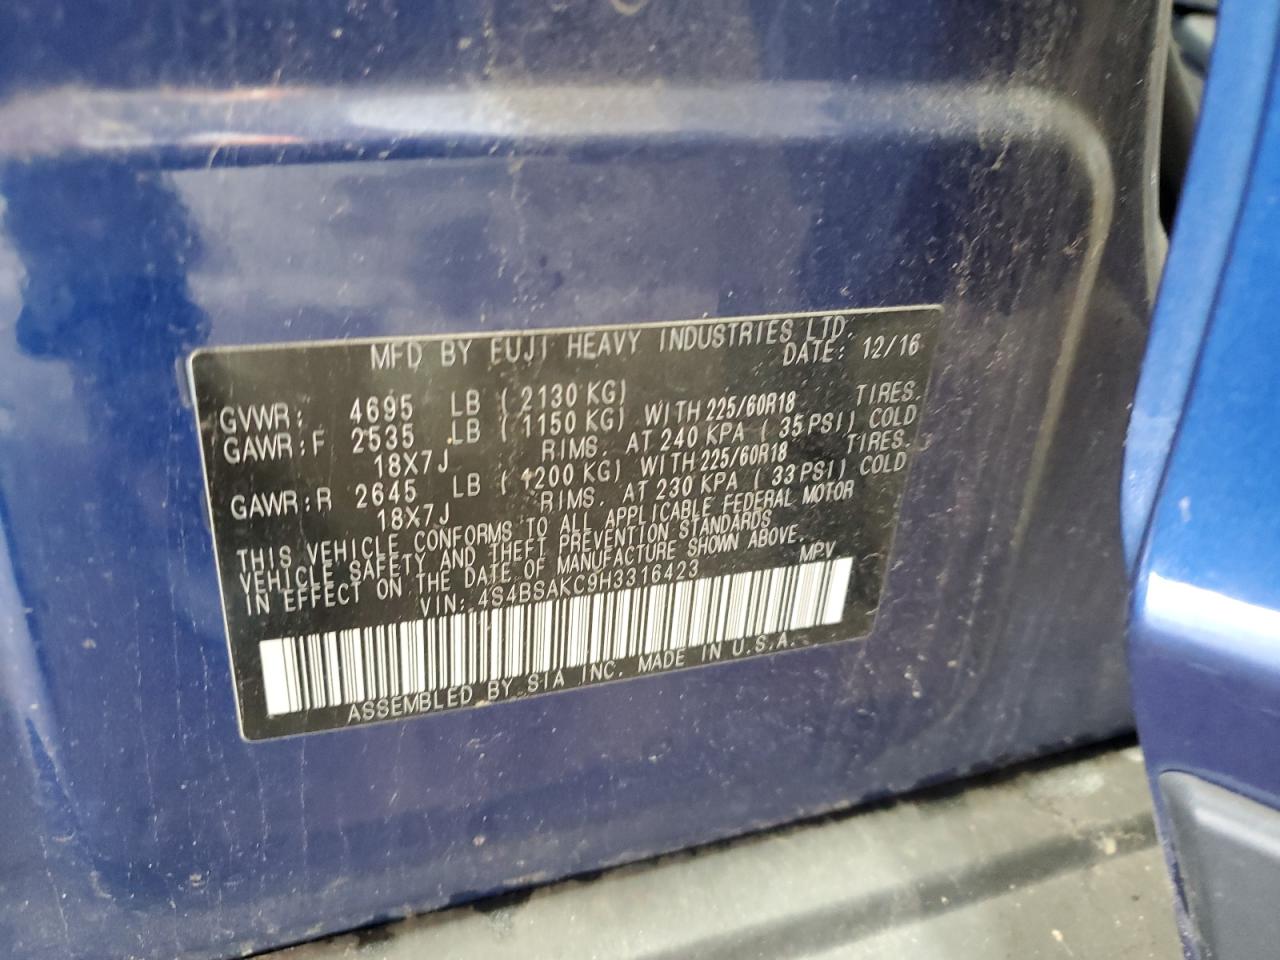 MFD BY FUJI HEAVY INDUSTRIES LTD.
DATE: 12/16
GVWR: 4695 LB ( 2130 KG)
GAWR:F 2535 LB ( 1150 KG) WITH 225/60R18 TIRES.
18X7J RIMS. AT 240 KPA ( 35 PSI) COLD
GAWR:R 2645 LB ( 1200 KG) WITH 225/60R18 TIRES.
18X7J RIMS. AT 230 KPA ( 33 PSI) COLD
THIS VEHICLE CONFORMS TO ALL APPLICABLE FEDERAL MOTOR
VEHICLE SAFETY AND THEFT PREVENTION STANDARDS
IN EFFECT ON THE DATE OF MANUFACTURE SHOWN ABOVE.
VIN: 4S4BSAKC9H3316423 MPV
ASSEMBLED BY SIA INC. MADE IN U.S.A.